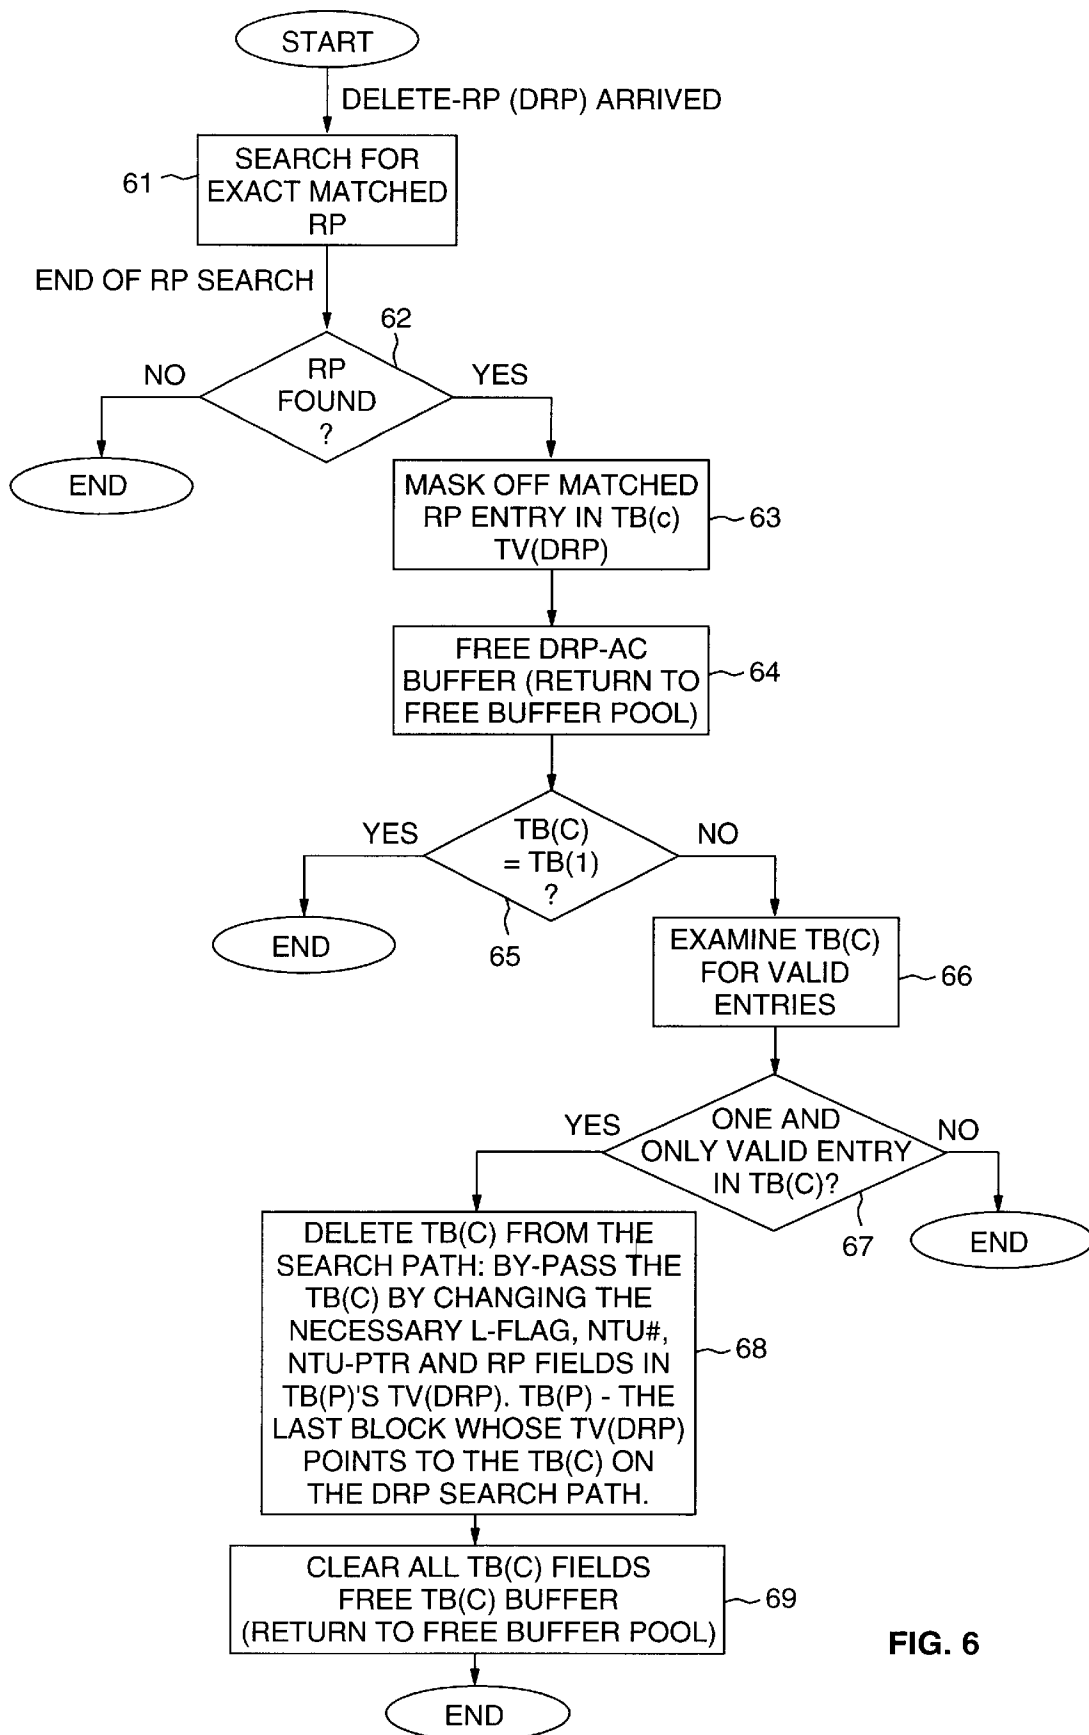 START
DELETE-RP (DRP) ARRIVED
61
SEARCH FOR
EXACT MATCHED
RP
END OF RP SEARCH
62
NO
RP
FOUND
?
YES
END
MASK OFF MATCHED
RP ENTRY IN TB(c)
TV(DRP)
63
FREE DRP-AC
BUFFER (RETURN TO
FREE BUFFER POOL)
64
YES
TB(C)
= TB(1)
?
NO
65
END
EXAMINE TB(C)
FOR VALID
ENTRIES
66
YES
ONE AND
ONLY VALID ENTRY
IN TB(C)?
NO
67
END
DELETE TB(C) FROM THE
SEARCH PATH: BY-PASS THE
TB(C) BY CHANGING THE
NECESSARY L-FLAG, NTU#,
NTU-PTR AND RP FIELDS IN
TB(P)'S TV(DRP). TB(P) - THE
LAST BLOCK WHOSE TV(DRP)
POINTS TO THE TB(C) ON
THE DRP SEARCH PATH.
68
CLEAR ALL TB(C) FIELDS
FREE TB(C) BUFFER
(RETURN TO FREE BUFFER POOL)
69
END
FIG. 6